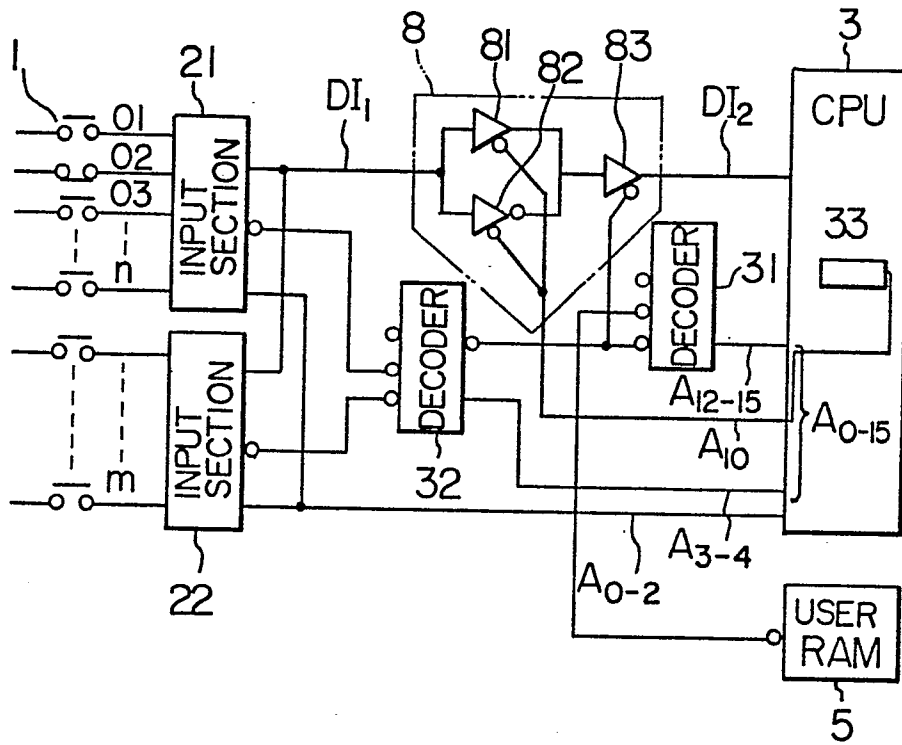 1
01
02
03
n
m
21
INPUT
SECTION
INPUT
SECTION
22
DI1
8
81
82
83
DI2
3
CPU
33
DECODER
31
DECODER
32
A12-15
A10
A0-15
A3-4
A0-2
USER
RAM
5